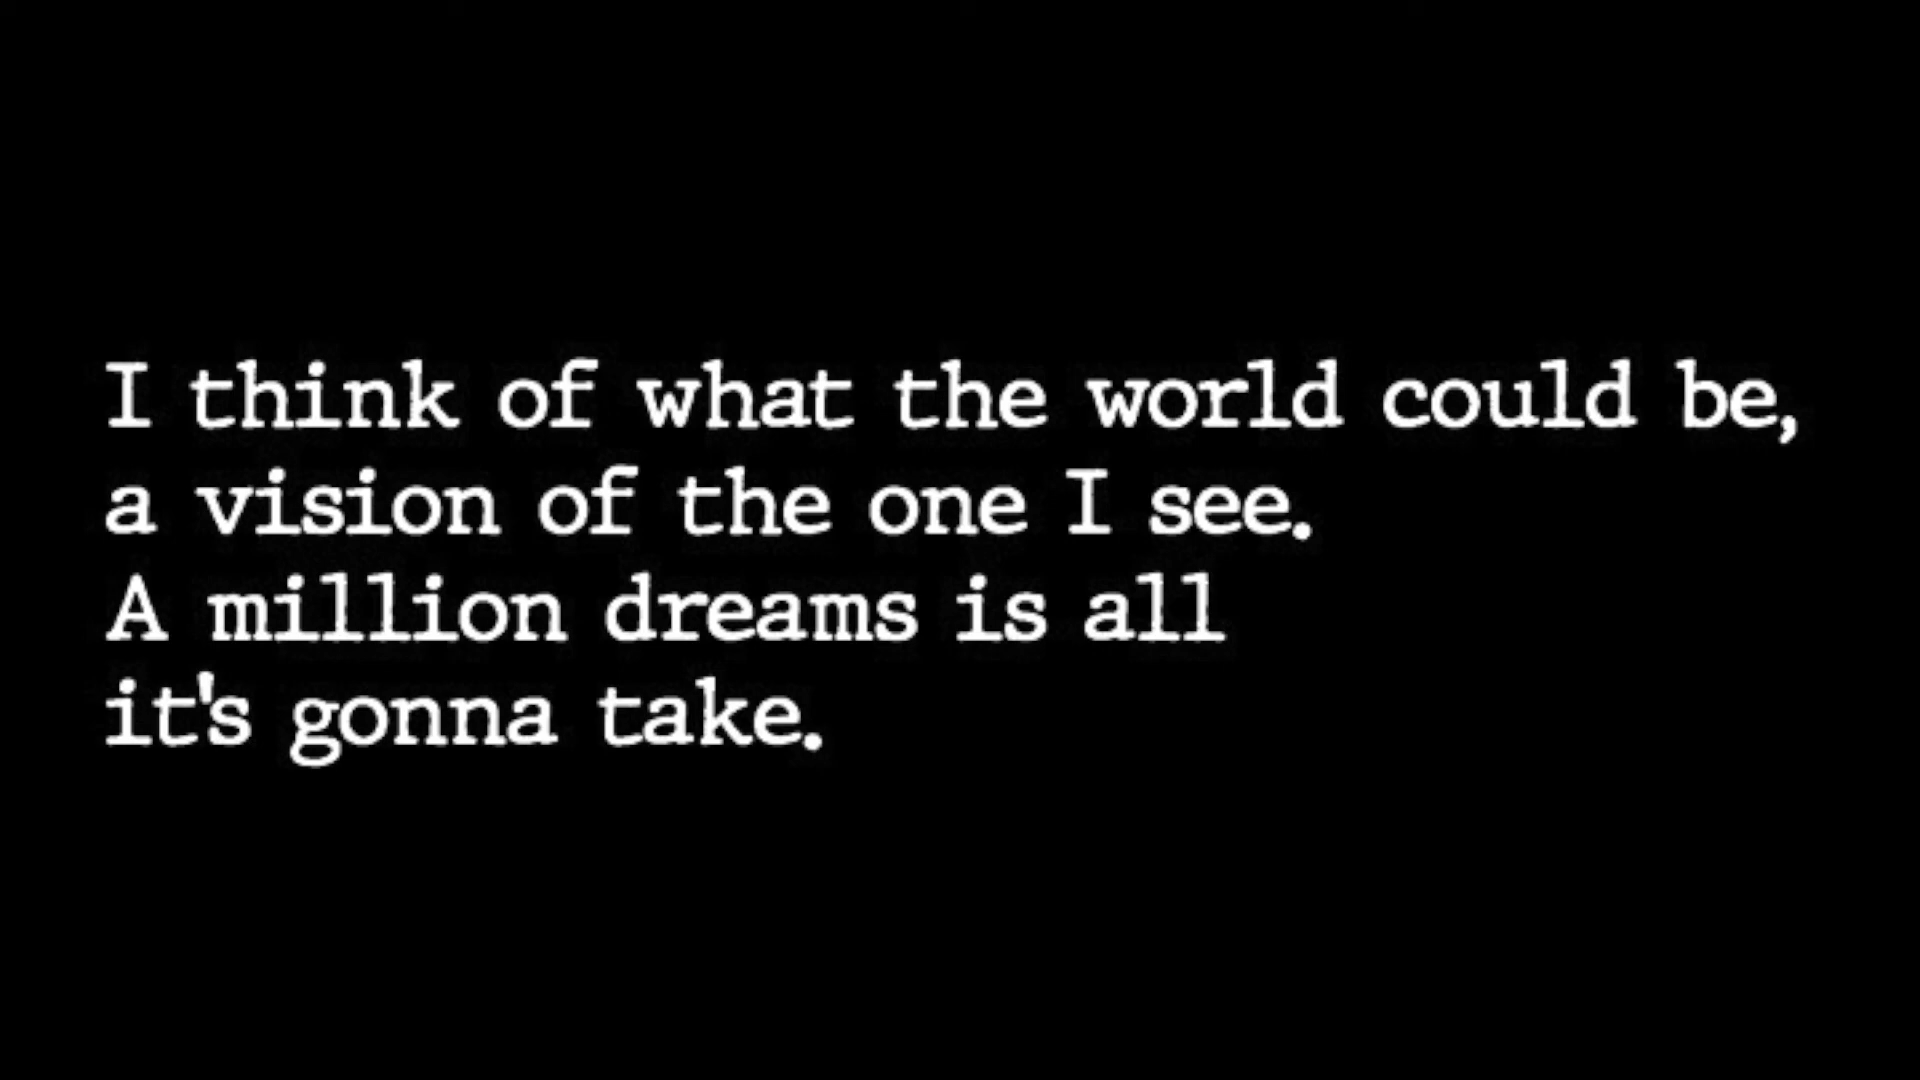 I think of what the world could be,
a vision of the one I see.
A million dreams is all
it's gonna take.